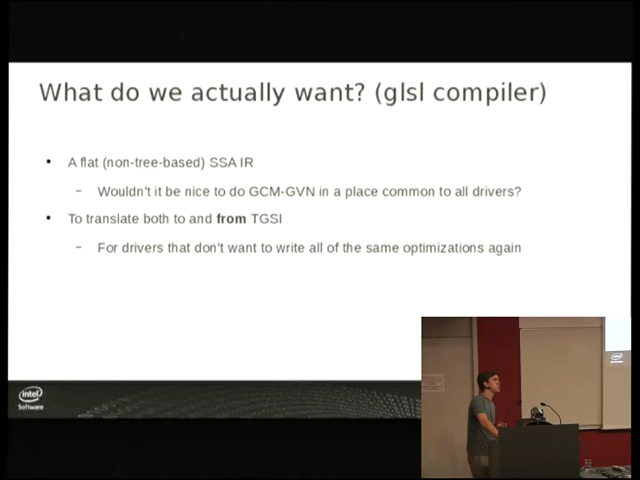 What do we actually want? (glsl compiler)
• A flat (non-tree-based) SSA IR
– Wouldn't it be nice to do GCM-GVN in a place common to all drivers?
• To translate both to and from TGSI
– For drivers that don't want to write all of the same optimizations again
intel
Software